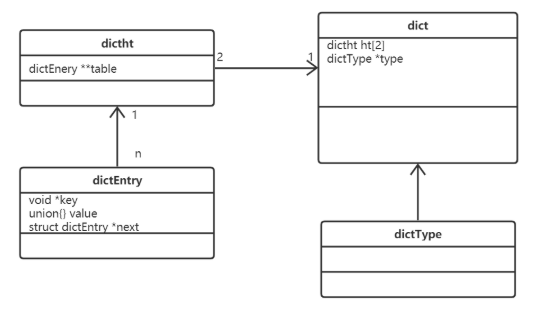 dictht
dictEnery **table
2
1
dict
dictht ht[2]
dictType *type
1
n
dictEntry
void *key
union{} value
struct dictEntry *next
dictType